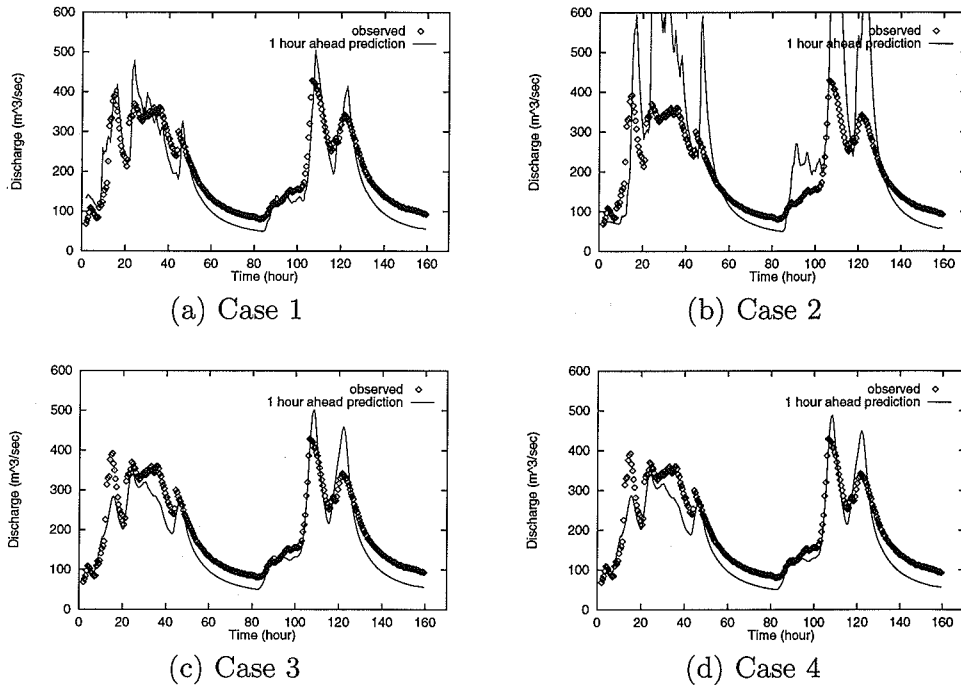 600
500
400
300
200
100
0
Discharge (m^3/sec)
observed
1 hour ahead prediction
0 20 40 60 80 100 120 140 160
Time (hour)
(a) Case 1
600
500
400
300
200
100
0
Discharge (m^3/sec)
observed
1 hour ahead prediction
0 20 40 60 80 100 120 140 160
Time (hour)
(b) Case 2
600
500
400
300
200
100
0
Discharge (m^3/sec)
observed
1 hour ahead prediction
0 20 40 60 80 100 120 140 160
Time (hour)
(c) Case 3
600
500
400
300
200
100
0
Discharge (m^3/sec)
observed
1 hour ahead prediction
0 20 40 60 80 100 120 140 160
Time (hour)
(d) Case 4